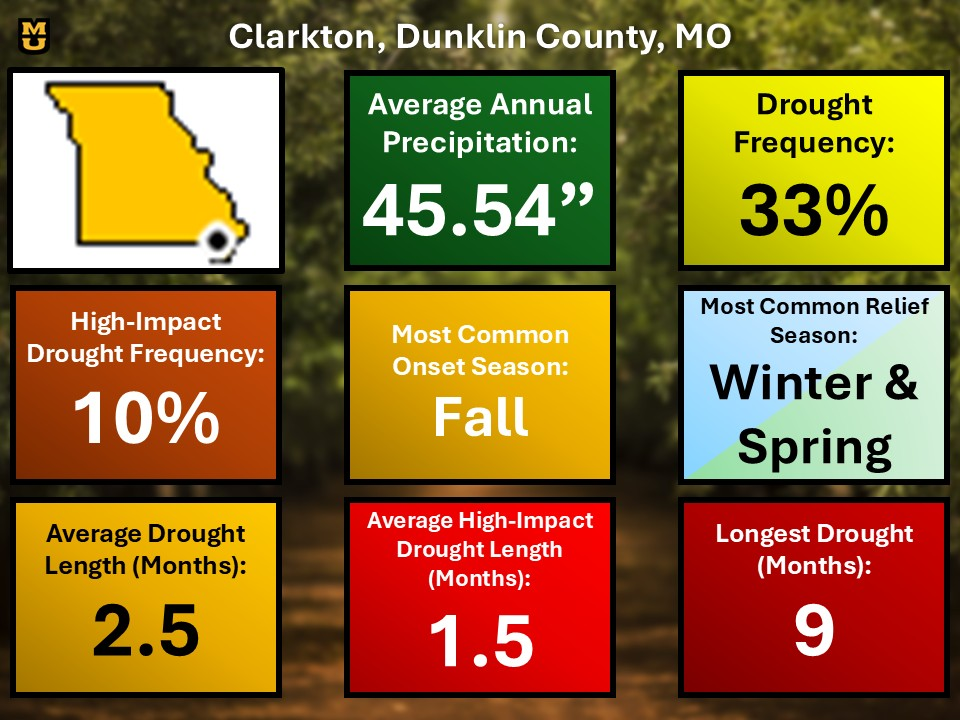 MU
Clarkton, Dunklin County, MO
Average Annual
Precipitation:
45.54”
Drought
Frequency:
33%
High-Impact
Drought Frequency:
10%
Most Common
Onset Season:
Fall
Most Common Relief
Season:
Winter &
Spring
Average Drought
Length (Months):
2.5
Average High-Impact
Drought Length
(Months):
1.5
Longest Drought
(Months):
9